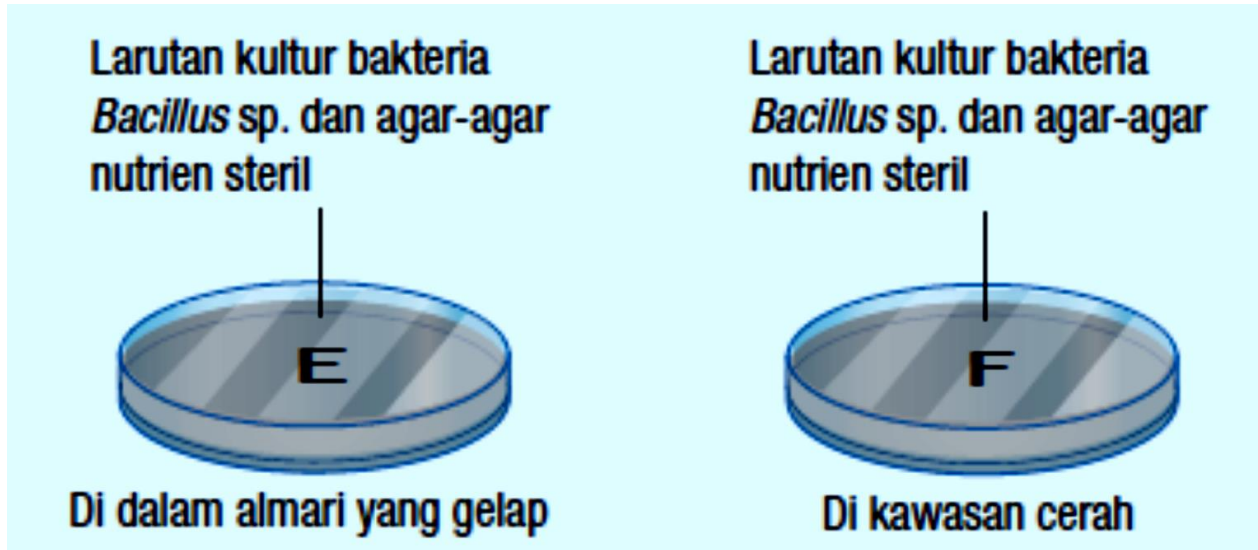 Larutan kultur bakteria
Bacillus sp. dan agar-agar
nutrien steril
E
Di dalam almari yang gelap
Larutan kultur bakteria
Bacillus sp. dan agar-agar
nutrien steril
F
Di kawasan cerah